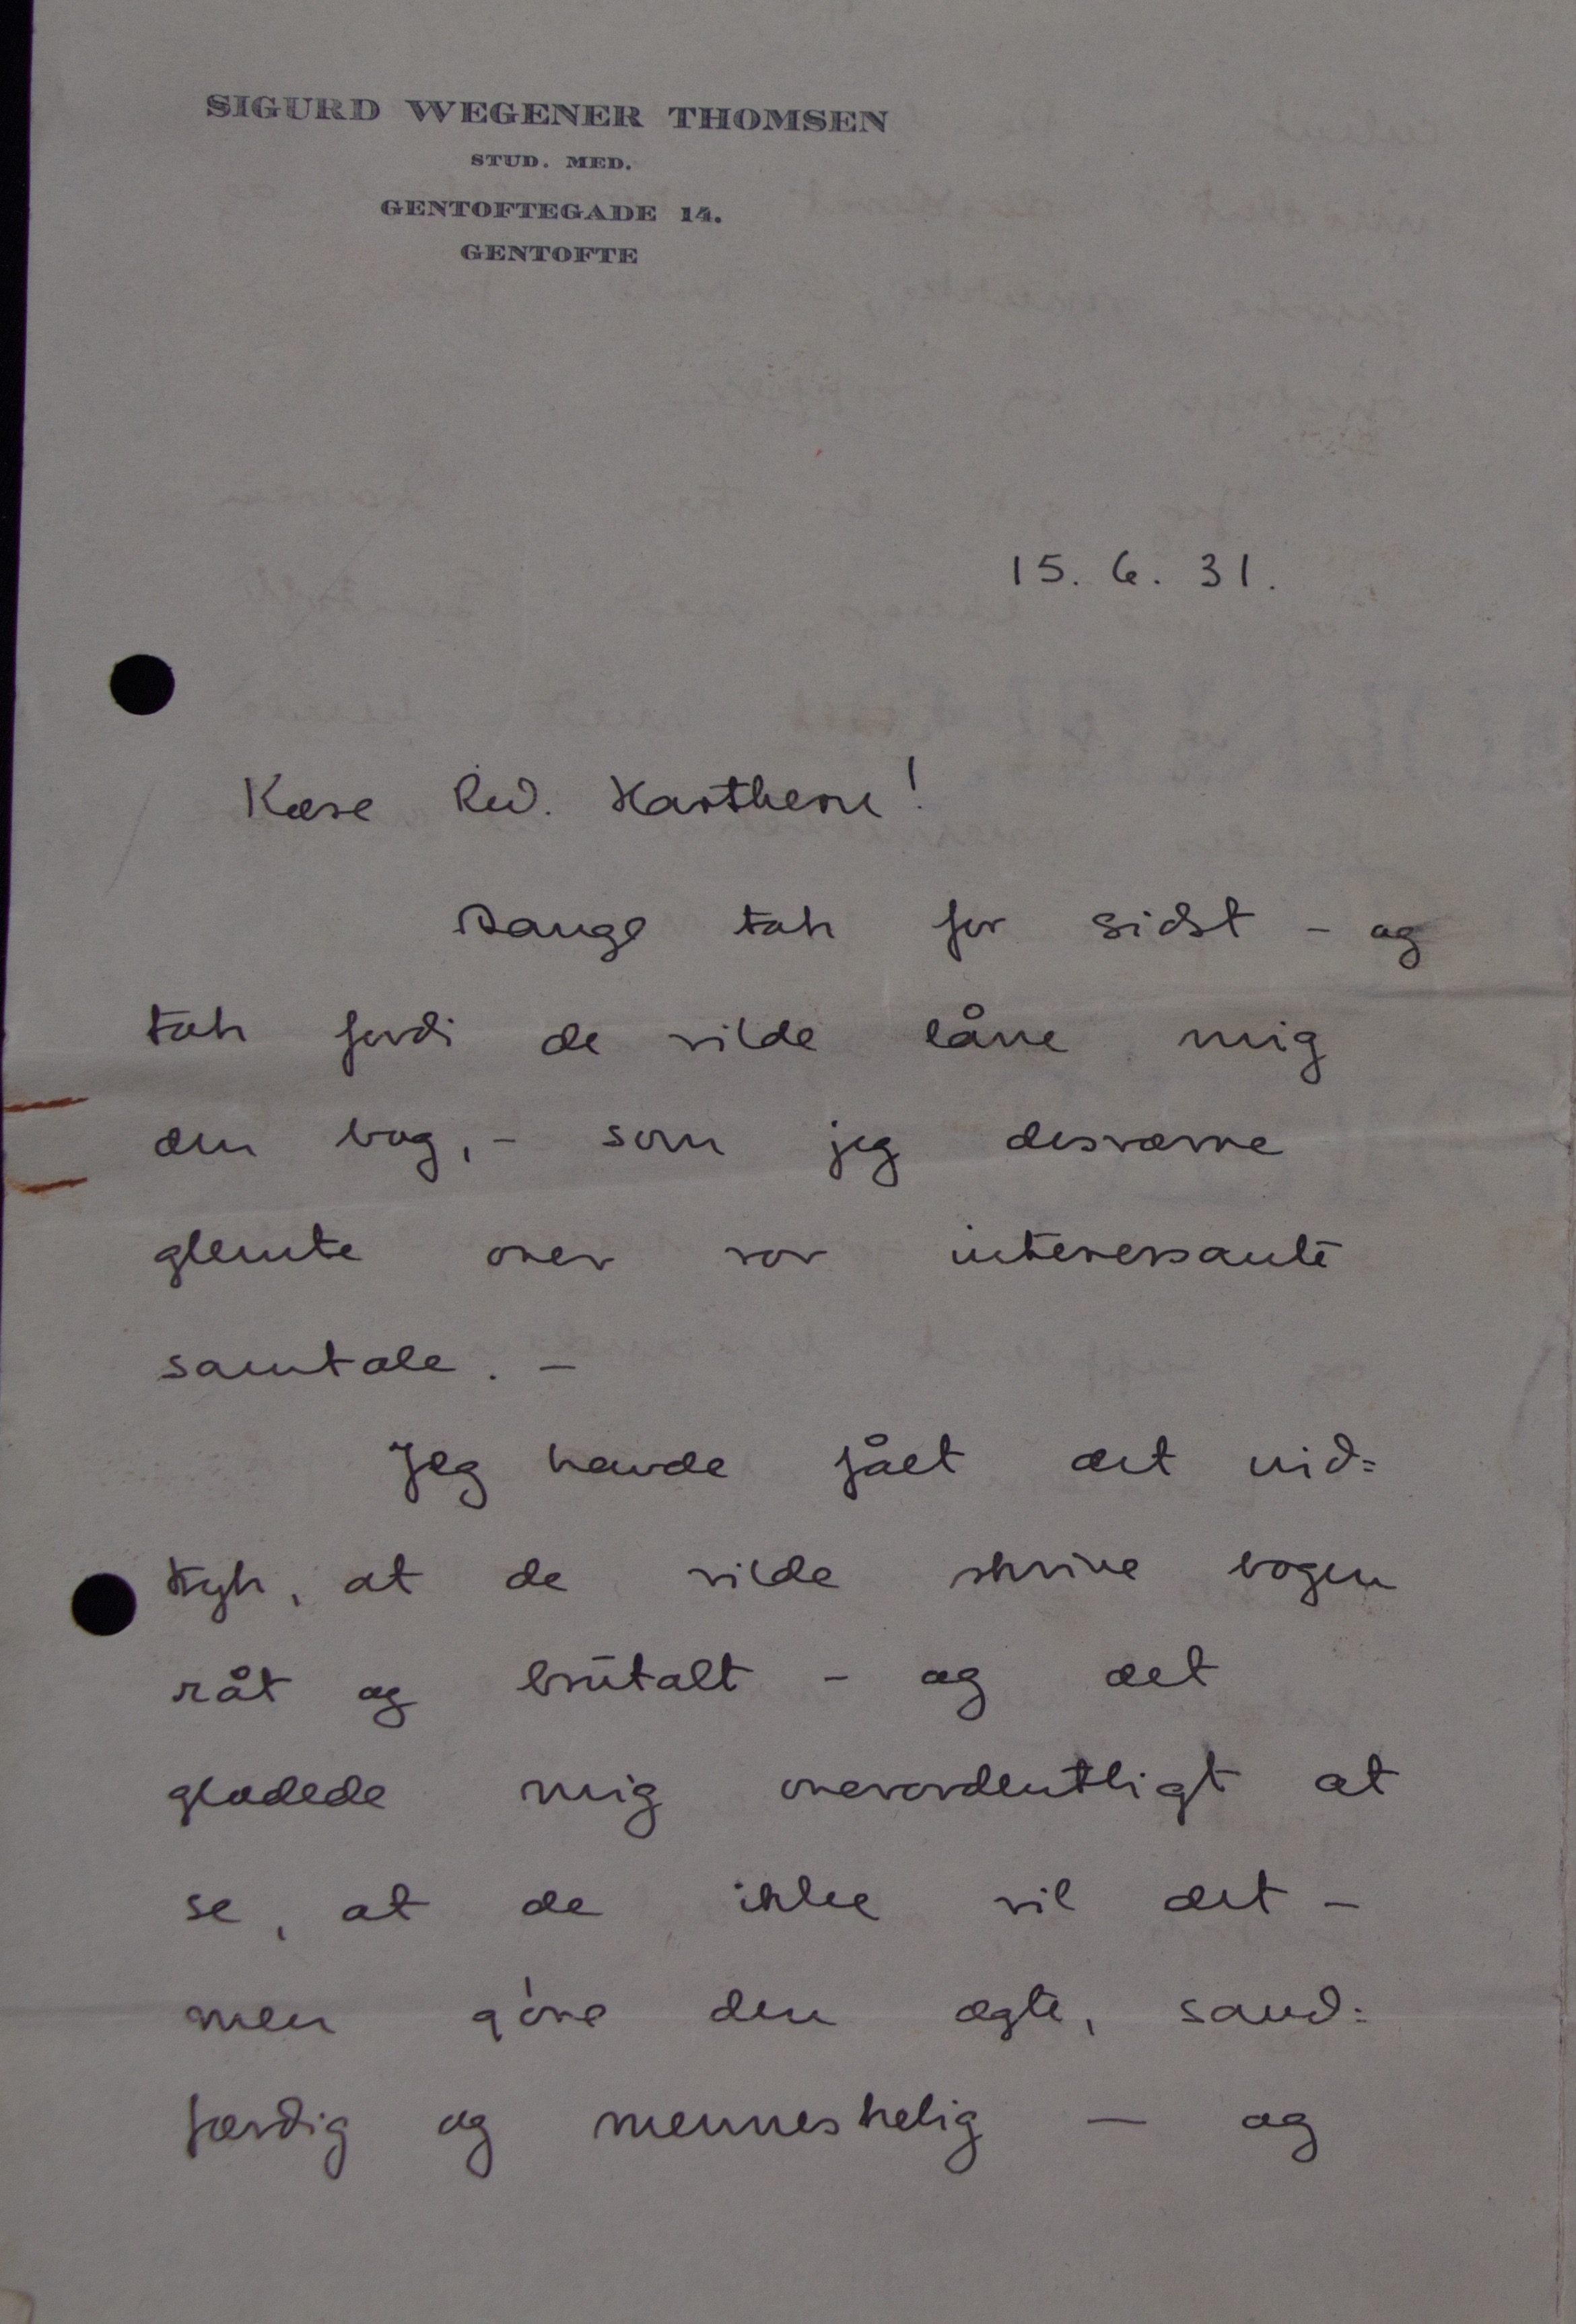 SIGURD WEGENER THOMSEN
STUD. MED.
GENTOFTEGADE 14.
GENTOFTE
15. 6. 31.
Kære Red. Harthern!
Mange tak for sidst - og
tak fordi de vilde låne mig
den bog, - som jeg desværre
glemte over vor interessante
samtale. -
Jeg havde fået det ind=
tryk, at de vilde skrive bogen
råt og brutalt - og det
glædede mig overordentligt at
se, at de ikke vil det -
men gøre den ægte, sand=
færdig og menneskelig - og